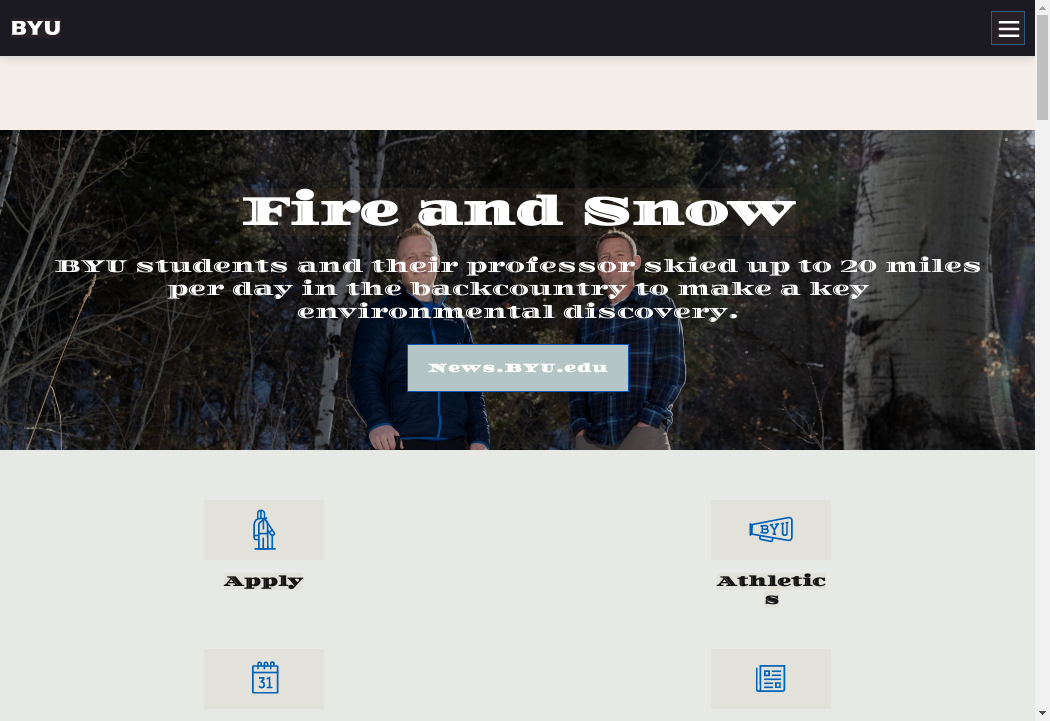 BYU
Fire and Snow
BYU students and their professor skied up to 20 miles
per day in the backcountry to make a key
environmental discovery.
News.BYU.edu
BYU
Apply
Athletic
s
31